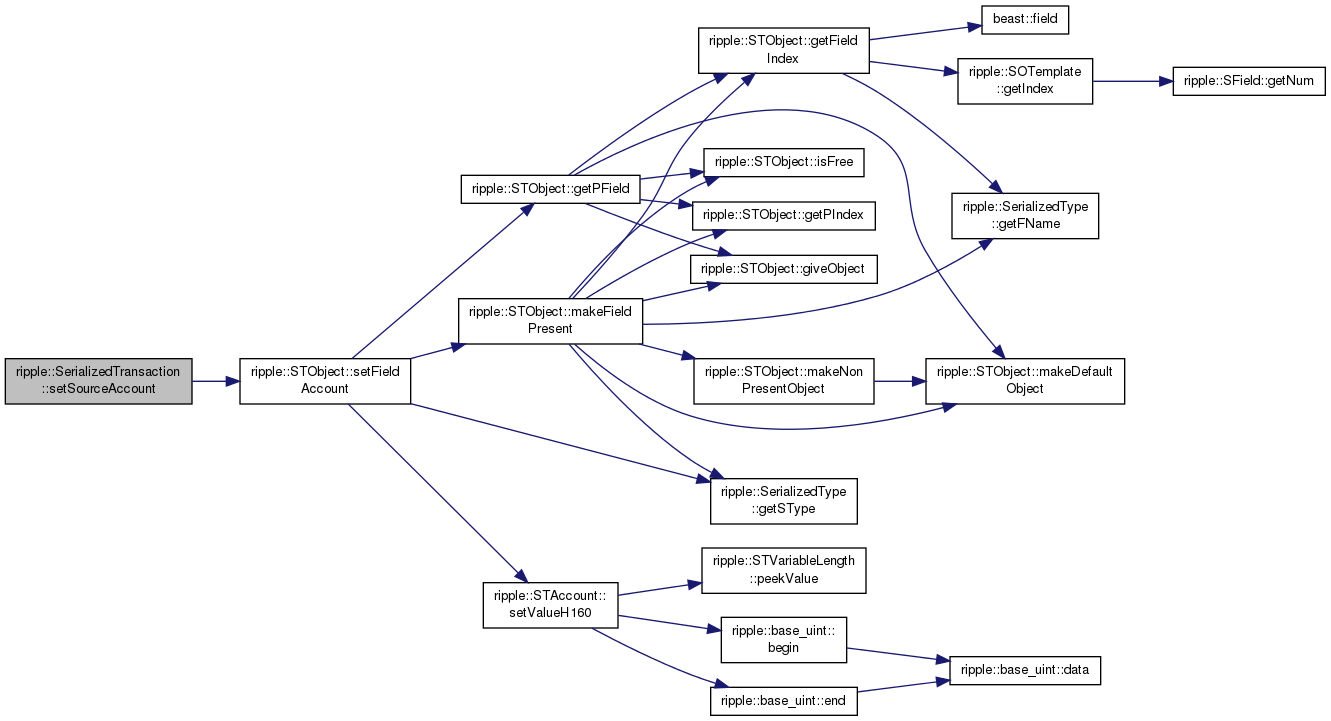 beast::field
ripple::STObject::getField
Index
ripple::SOTemplate
::getIndex
ripple::SField::getNum
ripple::STObject::isFree
ripple::STObject::getPField
ripple::STObject::getPIndex
ripple::SerializedType
::getFName
ripple::STObject::giveObject
ripple::STObject::makeField
Present
ripple::SerializedTransaction
::setSourceAccount
ripple::STObject::setField
Account
ripple::STObject::makeNon
PresentObject
ripple::STObject::makeDefault
Object
ripple::SerializedType
::getSType
ripple::STVariableLength
::peekValue
ripple::STAccount::
setValueH160
ripple::base_uint::
begin
ripple::base_uint::data
ripple::base_uint::end